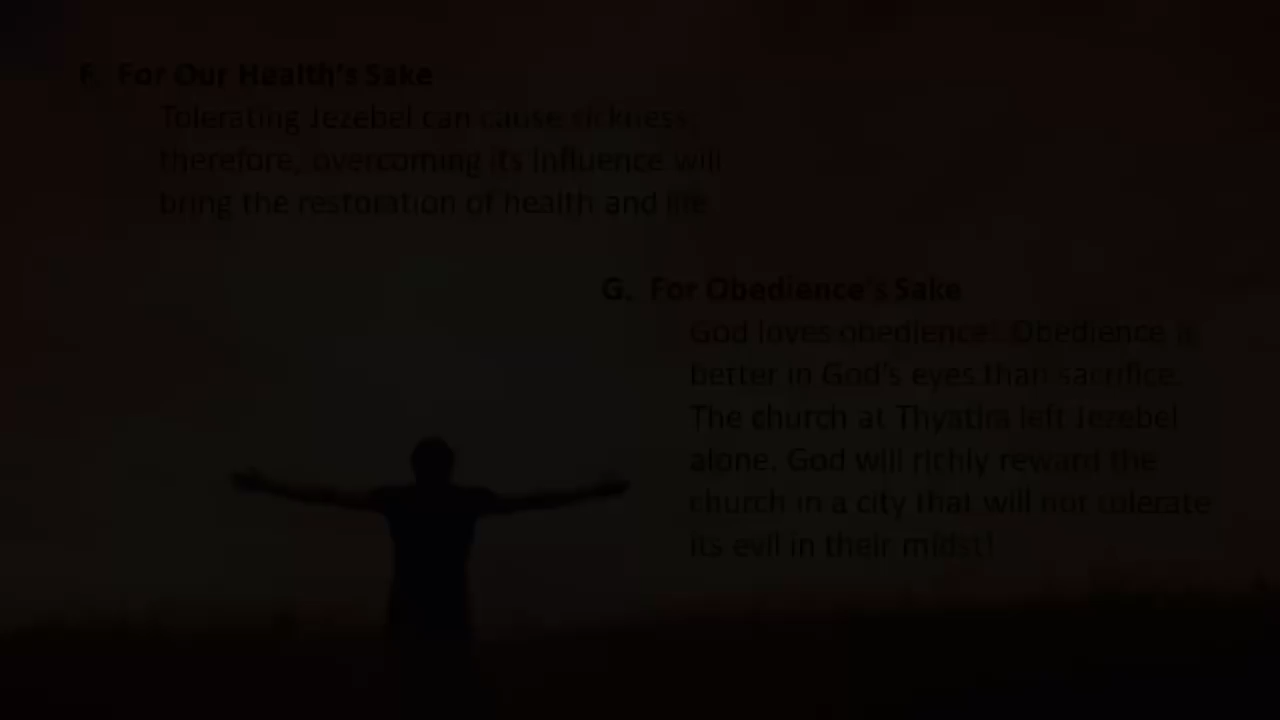 F. For Our Health's Sake
Tolerating Jezebel can cause sickness,
therefore, overcoming its influence will
bring the restoration of health and life
G. For Obedience's Sake
God loves obedience. Obedience is
better in God's eyes than sacrifice.
The church at Thyatira left Jezebel
alone. God will richly reward the
church in a city that will not tolerate
its evil in their midst!